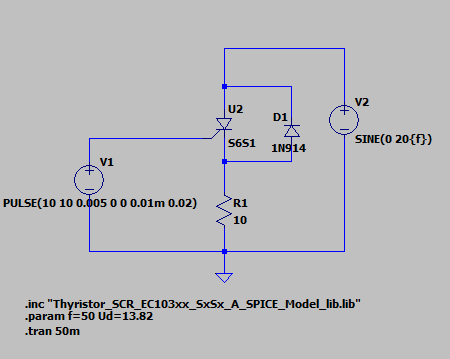 U2
S6S1
D1
1N914
V2
SINE(0 20{f})
V1
PULSE(10 10 0.005 0 0 0.01m 0.02)
R1
10
.inc "Thyristor_SCR_EC103xx_SxSx_A_SPICE_Model_lib.lib"
.param f=50 Ud=13.82
.tran 50m